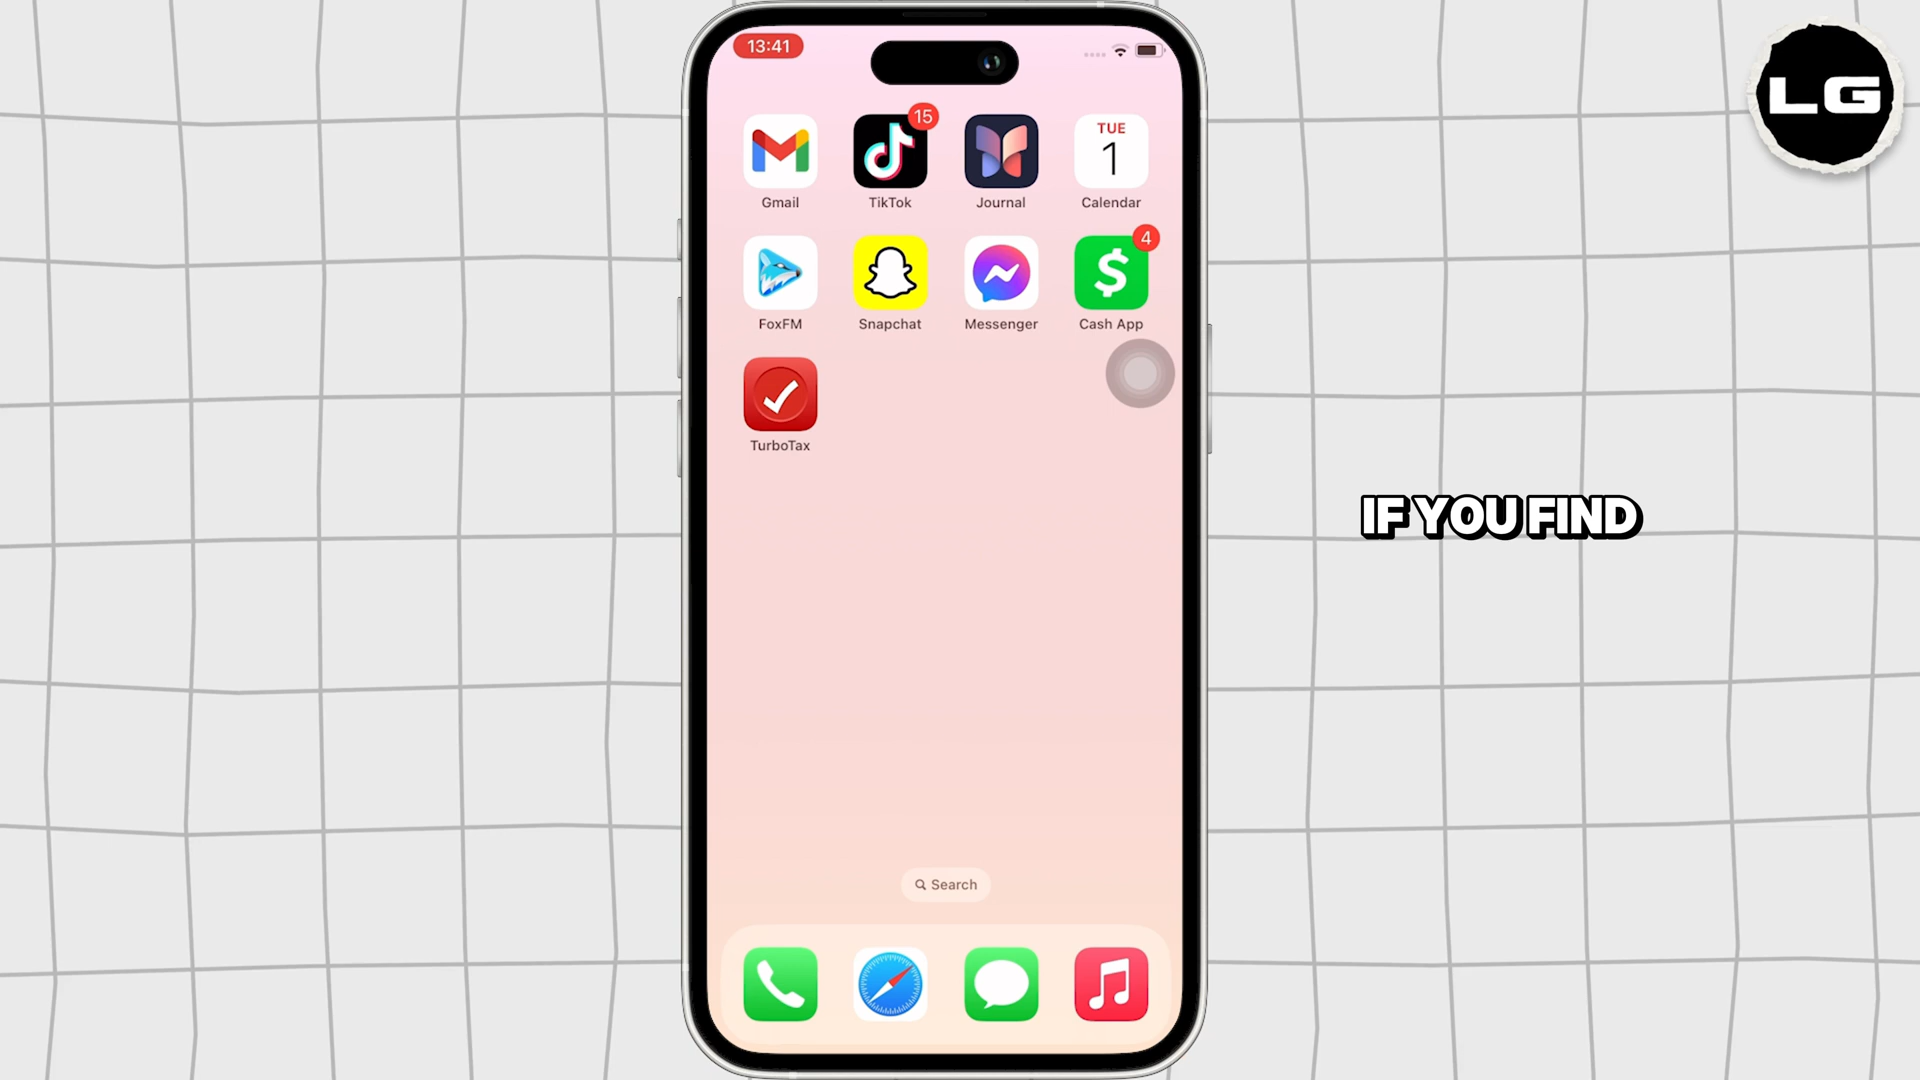 13:41
LG
15
TUE
1
Gmail
TikTok
Journal
Calendar
4
$
FoxFM
Snapchat
Messenger
Cash App
TurboTax
IF YOU FIND
Search